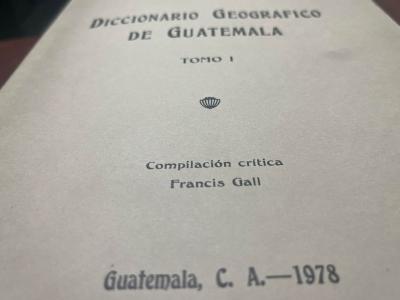 DICCIONARIO GEOGRAFICO
DE GUATEMALA
TOMO I
Compilación crítica
Francis Gall
Guatemala, C. A.—1978